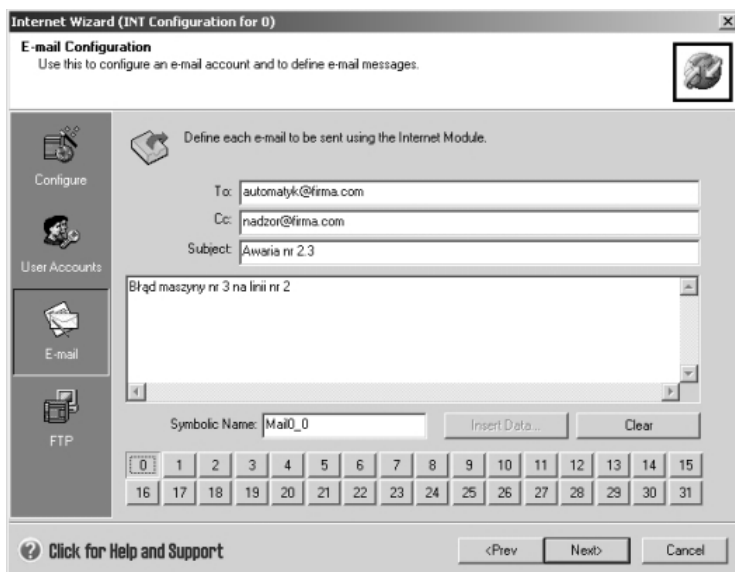 Internet Wizard (INT Configuration for 0)
E-mail Configuration
Use this to configure an e-mail account and to define e-mail messages.
Configure
User Accounts
E-mail
FTP
Define each e-mail to be sent using the Internet Module.
To: automatyk@firma.com
Cc: nadzor@firma.com
Subject: Awaria nr 2.3
Błąd maszyny nr 3 na linii nr 2
Symbolic Name: Mail0_0 Insert Data... Clear
0 1 2 3 4 5 6 7 8 9 10 11 12 13 14 15
16 17 18 19 20 21 22 23 24 25 26 27 28 29 30 31
Click for Help and Support <Prev Next> Cancel